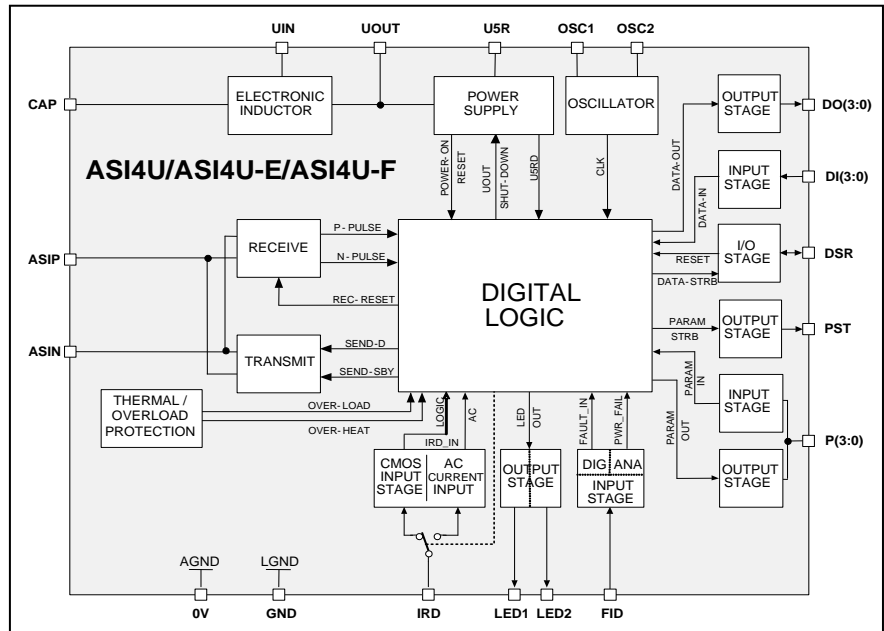 UIN UOUT U5R OSC1 OSC2
CAP
ELECTRONIC
INDUCTOR
POWER
SUPPLY
OSCILLATOR
OUTPUT
STAGE
DO(3:0)
ASI4U/ASI4U-E/ASI4U-F
POWER-ON
RESET
UOUT
SHUT-DOWN
U5RD
CLK
DATA-OUT
DATA-IN
INPUT
STAGE
DI(3:0)
ASIP
RECEIVE
P-PULSE
N-PULSE
REC-RESET
DIGITAL
LOGIC
RESET
DATA-STRB
I/O
STAGE
DSR
ASIN
TRANSMIT
SEND-D
SEND-SBY
PARAM
STRB
OUTPUT
STAGE
PST
PARAM
IN
INPUT
STAGE
PARAM
OUT
OUTPUT
STAGE
P(3:0)
THERMAL /
OVERLOAD
PROTECTION
OVER-LOAD
OVER-HEAT
LOGIC
IRD_IN
AC
LED
OUT
FAULT_IN
PWR_FAIL
CMOS
INPUT
STAGE
AC
CURRENT
INPUT
OUTPUT
STAGE
DIG ANA
INPUT
STAGE
AGND LGND
0V GND IRD LED1 LED2 FID